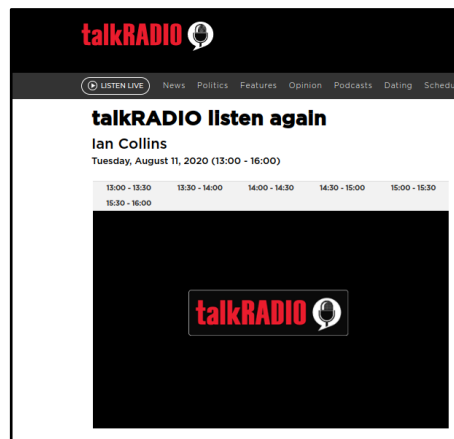 talkRADIO
LISTEN LIVE News Politics Features Opinion Podcasts Dating
talkRADIO listen again
Ian Collins
Tuesday, August 11, 2020 (13:00 - 16:00)
13:00 - 13:30 13:30 - 14:00 14:00 - 14:30 14:30 - 15:00 15:00 - 15:30
15:30 - 16:00
talkRADIO